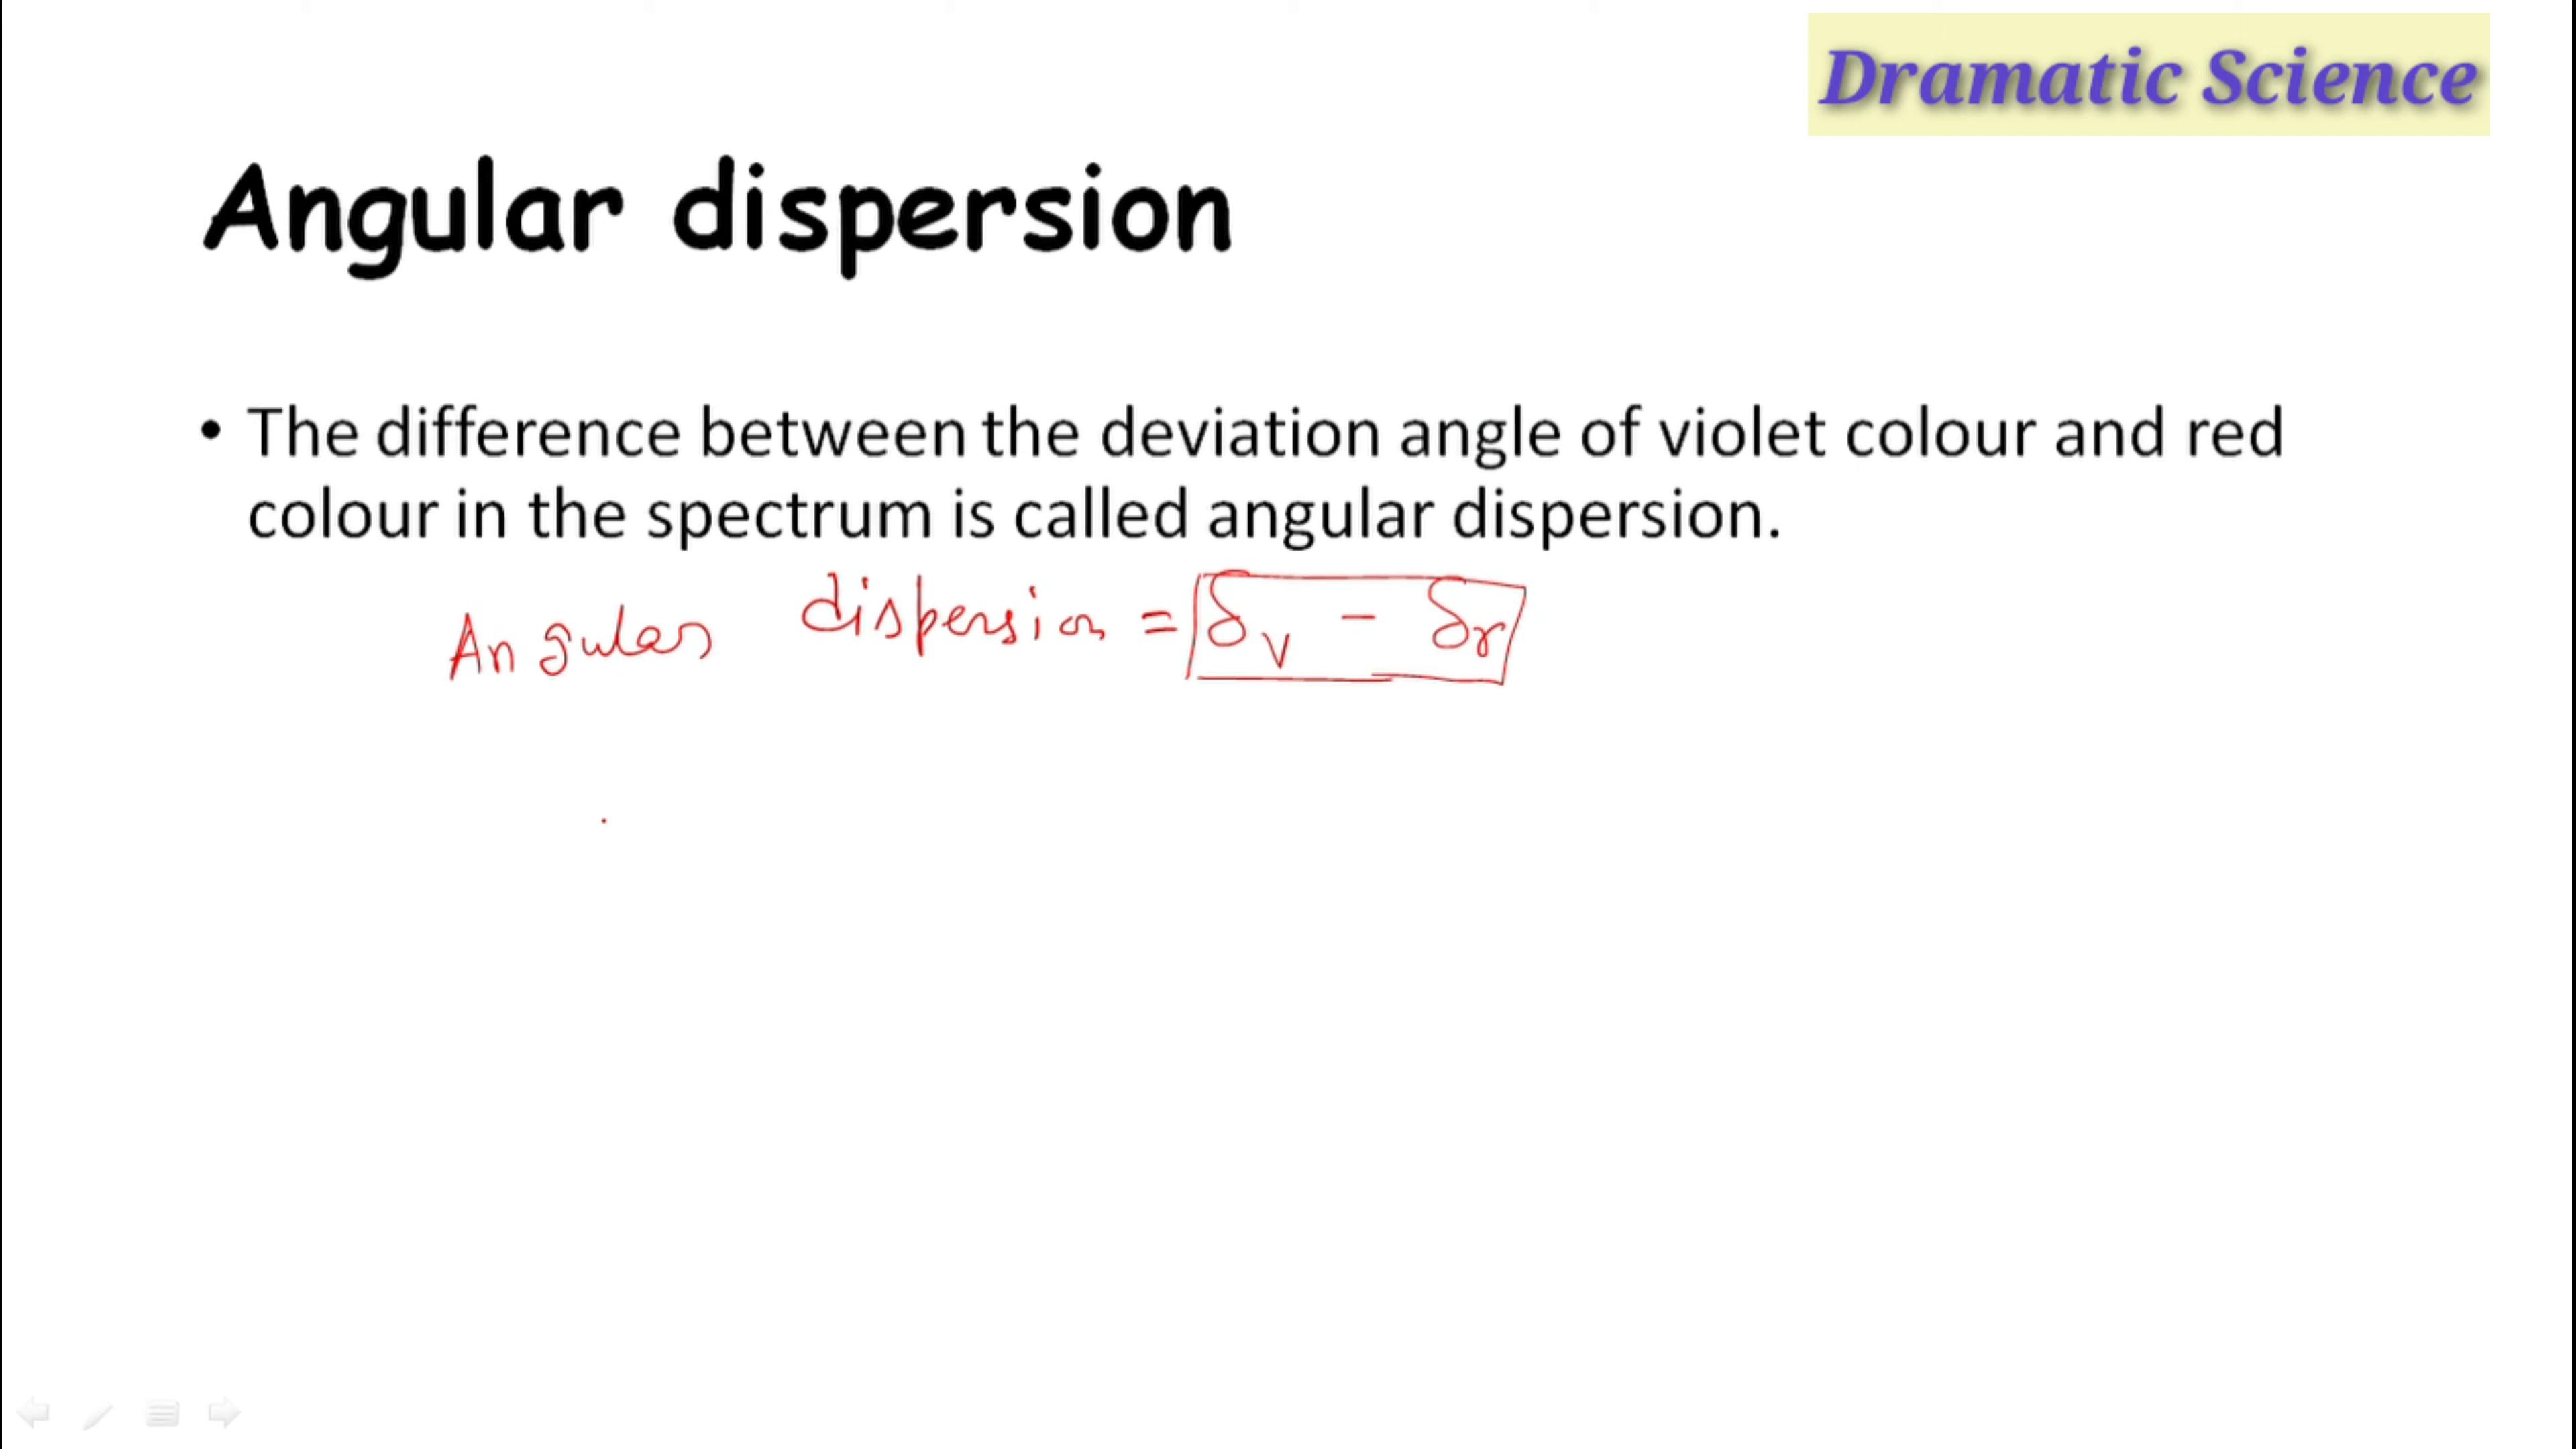 Dramatic Science
Angular dispersion
• The difference between the deviation angle of violet colour and red
colour in the spectrum is called angular dispersion.
Angular dispersion = δᵥ - δᵣ